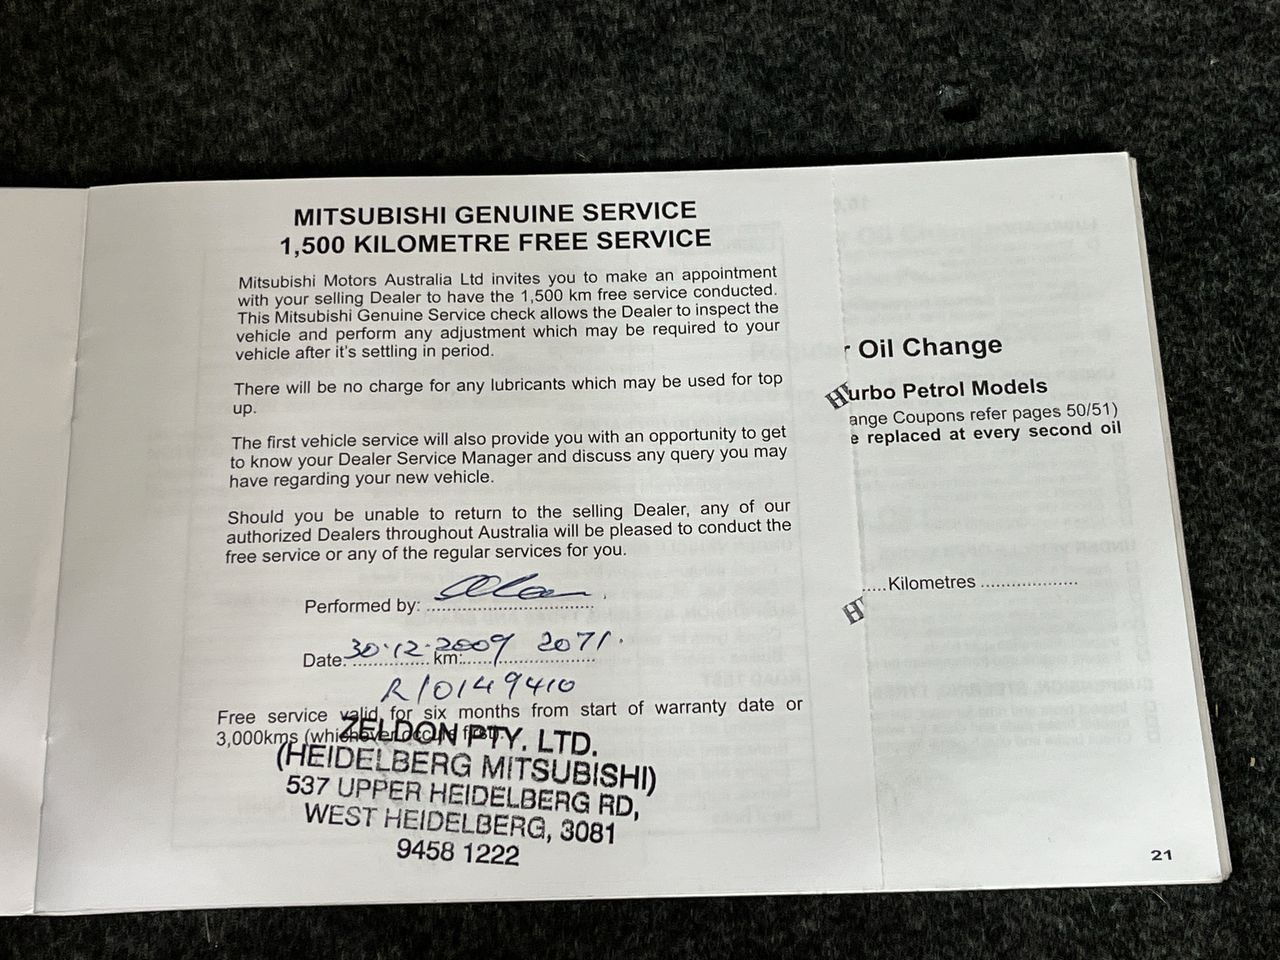 MITSUBISHI GENUINE SERVICE
1,500 KILOMETRE FREE SERVICE
Mitsubishi Motors Australia Ltd invites you to make an appointment
with your selling Dealer to have the 1,500 km free service conducted.
This Mitsubishi Genuine Service check allows the Dealer to inspect the
vehicle and perform any adjustment which may be required to your
vehicle after it's settling in period.
There will be no charge for any lubricants which may be used for top
up.
The first vehicle service will also provide you with an opportunity to get
to know your Dealer Service Manager and discuss any query you may
have regarding your new vehicle.
Should you be unable to return to the selling Dealer, any of our
authorized Dealers throughout Australia will be pleased to conduct the
free service or any of the regular services for you.
Performed by: ................................
Date: 30.12.2009 km: 2071.
R/0149410
Free service valid for six months from start of warranty date or
3,000kms (whichever occurs first).
ZELDON PTY. LTD.
(HEIDELBERG MITSUBISHI)
537 UPPER HEIDELBERG RD,
WEST HEIDELBERG, 3081
9458 1222
r Oil Change
urbo Petrol Models
ange Coupons refer pages 50/51)
e replaced at every second oil
.....Kilometres ...................
21